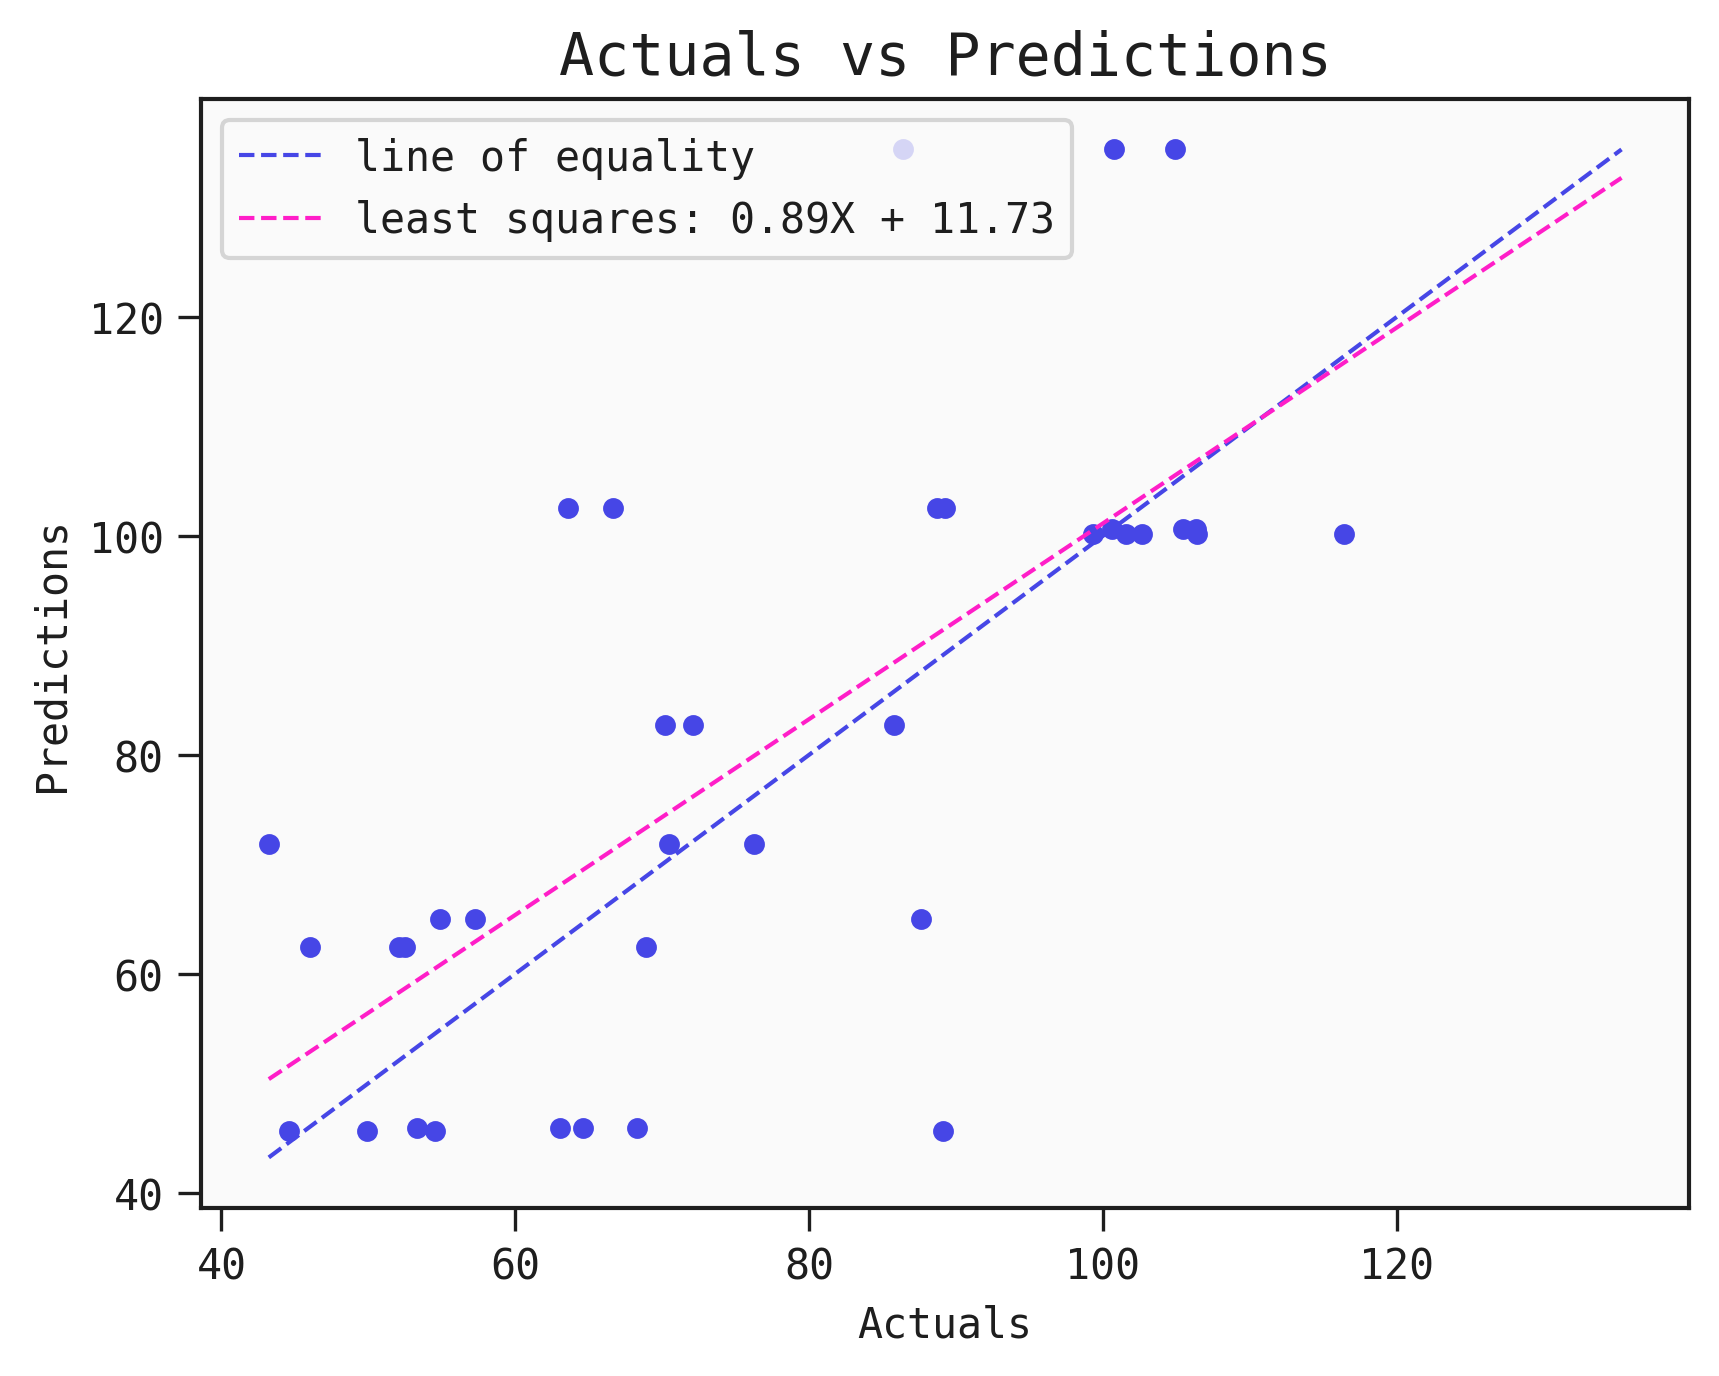 Actuals vs Predictions
line of equality
least squares: 0.89X + 11.73
120
100
80
60
40
Predictions
40 60 80 100 120
Actuals